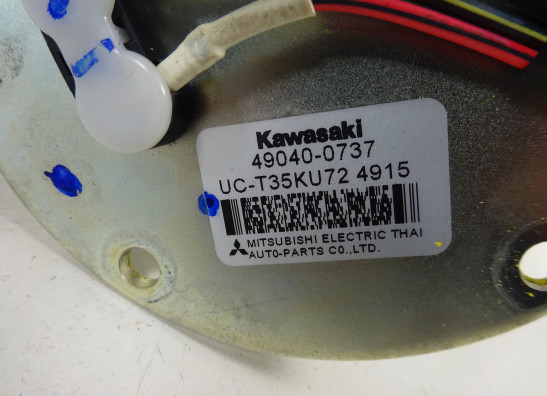 Kawasaki
49040-0737
UC-T35KU72 4915
MITSUBISHI ELECTRIC THAI
AUTO-PARTS CO.,LTD.